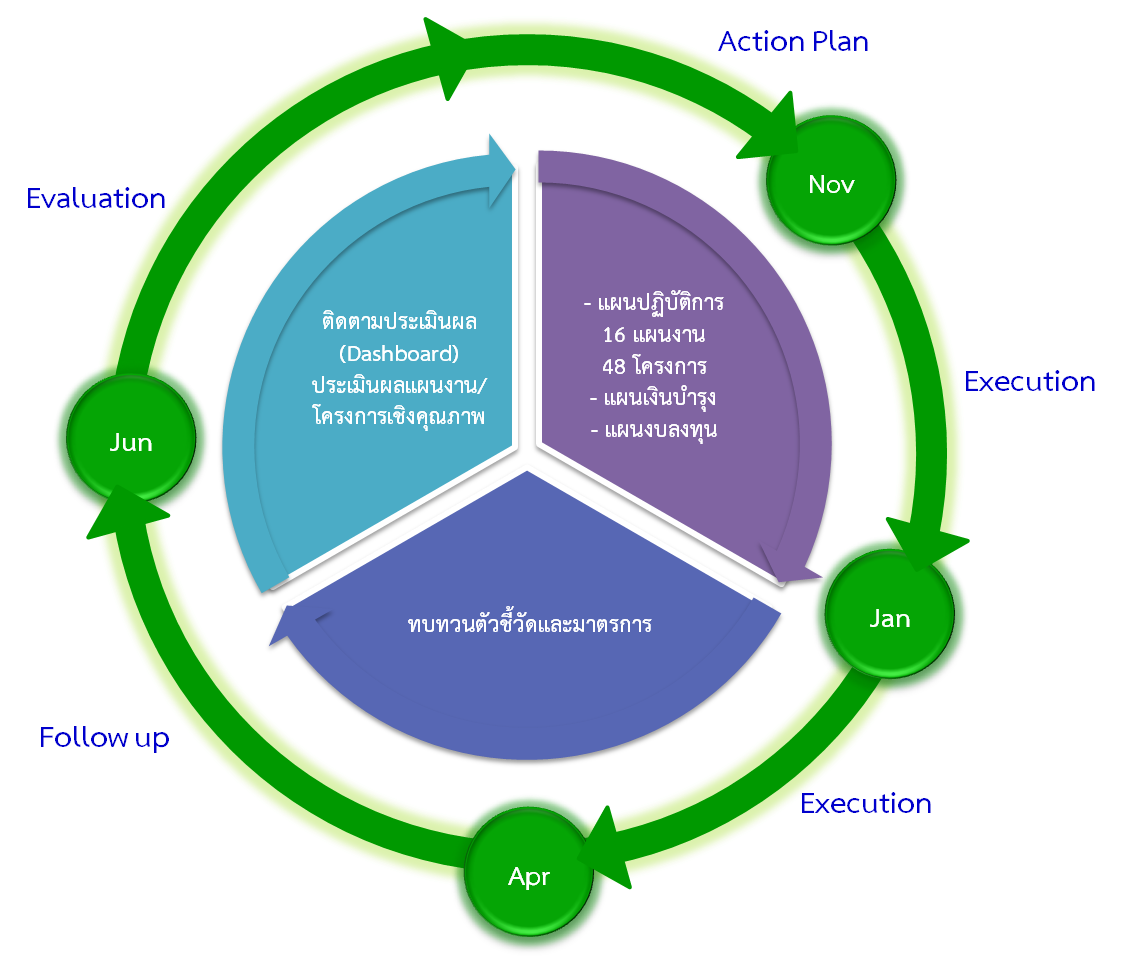 Action Plan
Nov
Evaluation
- แผนปฏิบัติการ
16 แผนงาน
48 โครงการ
- แผนเงินบำรุง
- แผนงบลงทุน
ติดตามประเมินผล
(Dashboard)
ประเมินผลแผนงาน/
โครงการเชิงคุณภาพ
Execution
Jun
Jan
ทบทวนตัวชี้วัดและมาตรการ
Follow up
Execution
Apr